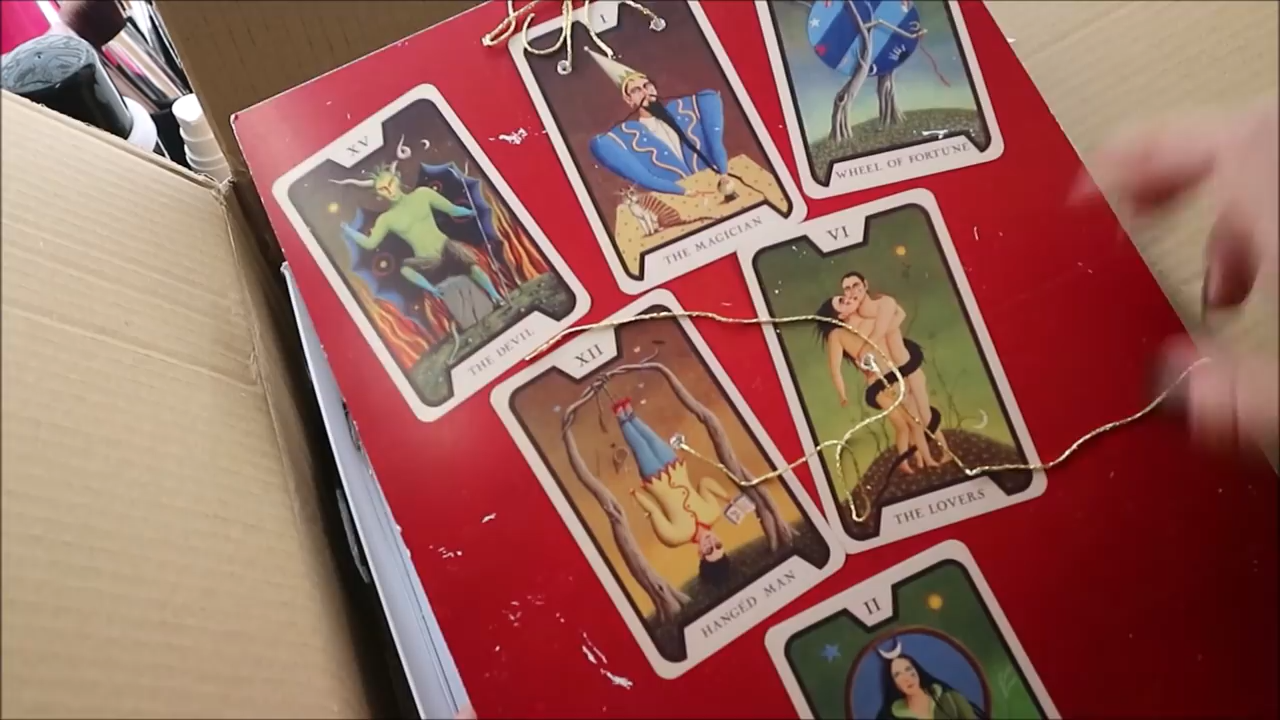 I
THE MAGICIAN
WHEEL OF FORTUNE
XV
THE DEVIL
VI
THE LOVERS
XII
HANGED MAN
II